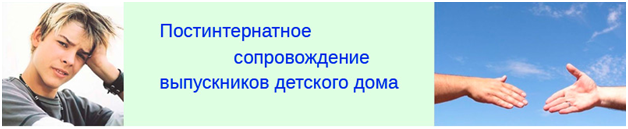 Постинтернатное
сопровождение
выпускников детского дома